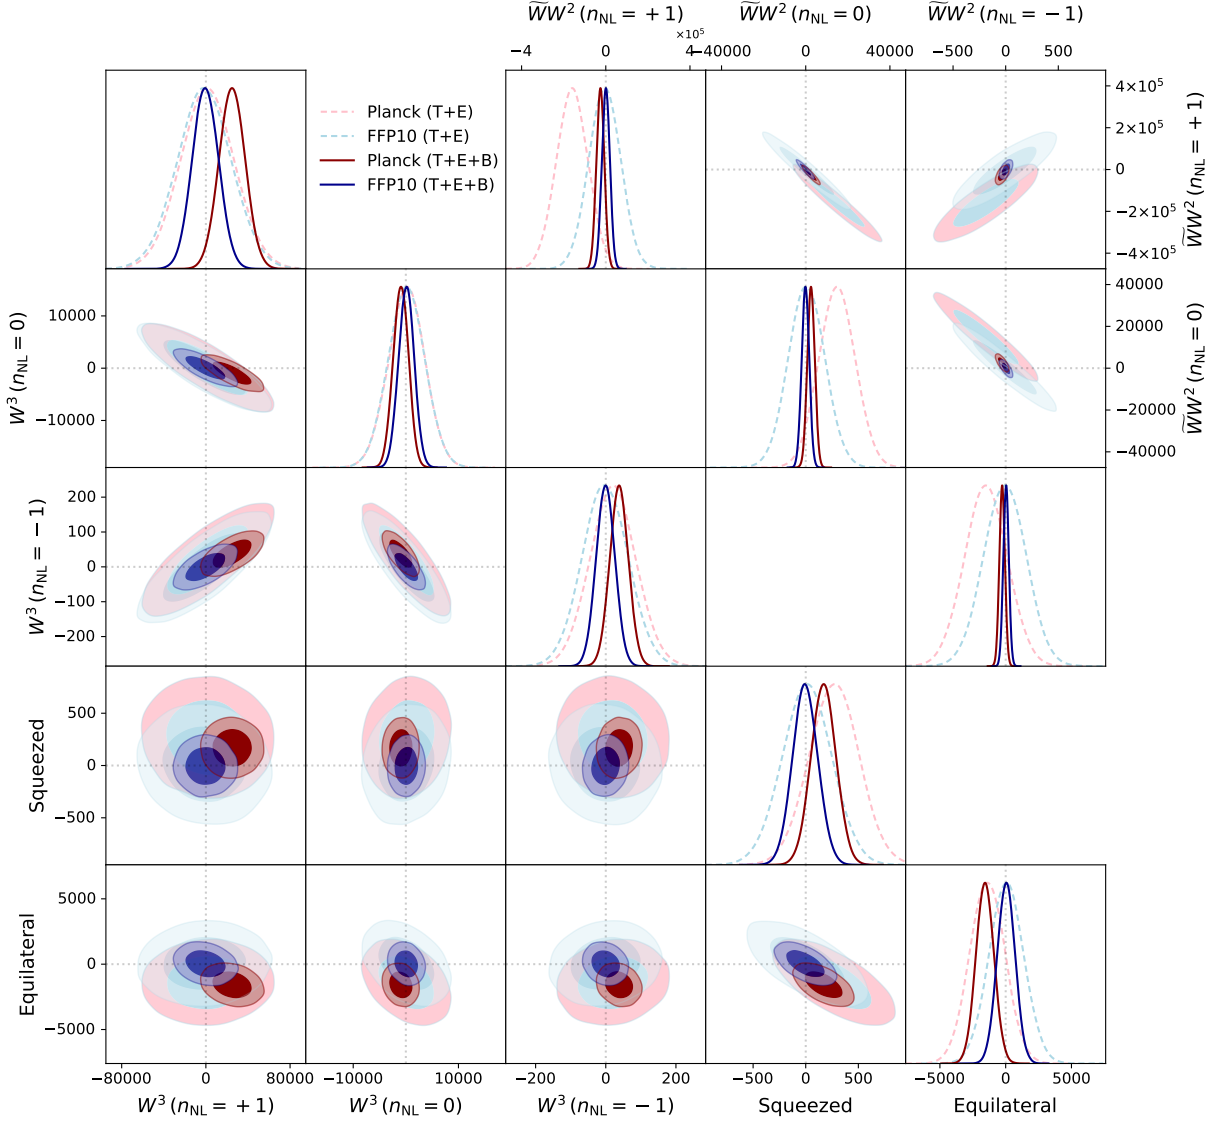 W̃W² (n_NL = +1)
W̃W² (n_NL = 0)
W̃W² (n_NL = −1)
−4 0 4
×10⁵
−40000 0 40000
−5000 0 5000
Planck (T+E)
FFP10 (T+E)
Planck (T+E+B)
FFP10 (T+E+B)
4×10⁵
2×10⁵
0
−2×10⁵
−4×10⁵
W̃W² (n_NL = +1)
W³ (n_NL = 0)
10000
0
−10000
40000
20000
0
−20000
−40000
W̃W² (n_NL = 0)
W³ (n_NL = −1)
200
100
0
−100
−200
Squeezed
500
0
−500
Equilateral
5000
0
−5000
−80000 0 80000
−10000 10000
−200 0 200
−500 0 500
−5000 0 5000
W³ (n_NL = +1)
W³ (n_NL = 0)
W³ (n_NL = −1)
Squeezed
Equilateral